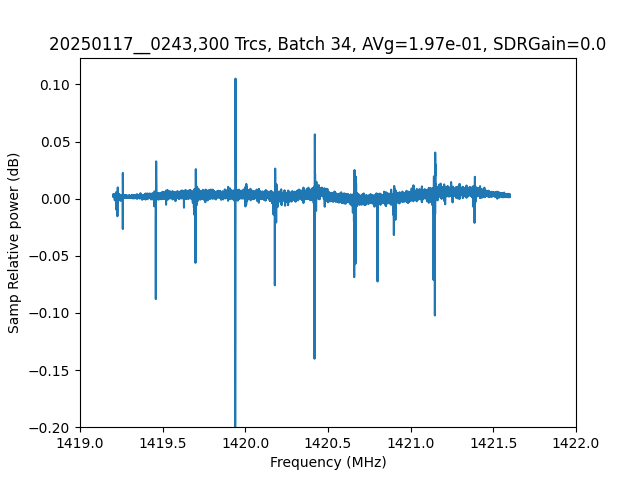 20250117__0243,300 Trcs, Batch 34, AVg=1.97e-01, SDRGain=0.0
0.10
0.05
0.00
−0.05
−0.10
−0.15
−0.20
Samp Relative power (dB)
1419.0 1419.5 1420.0 1420.5 1421.0 1421.5 1422.0
Frequency (MHz)